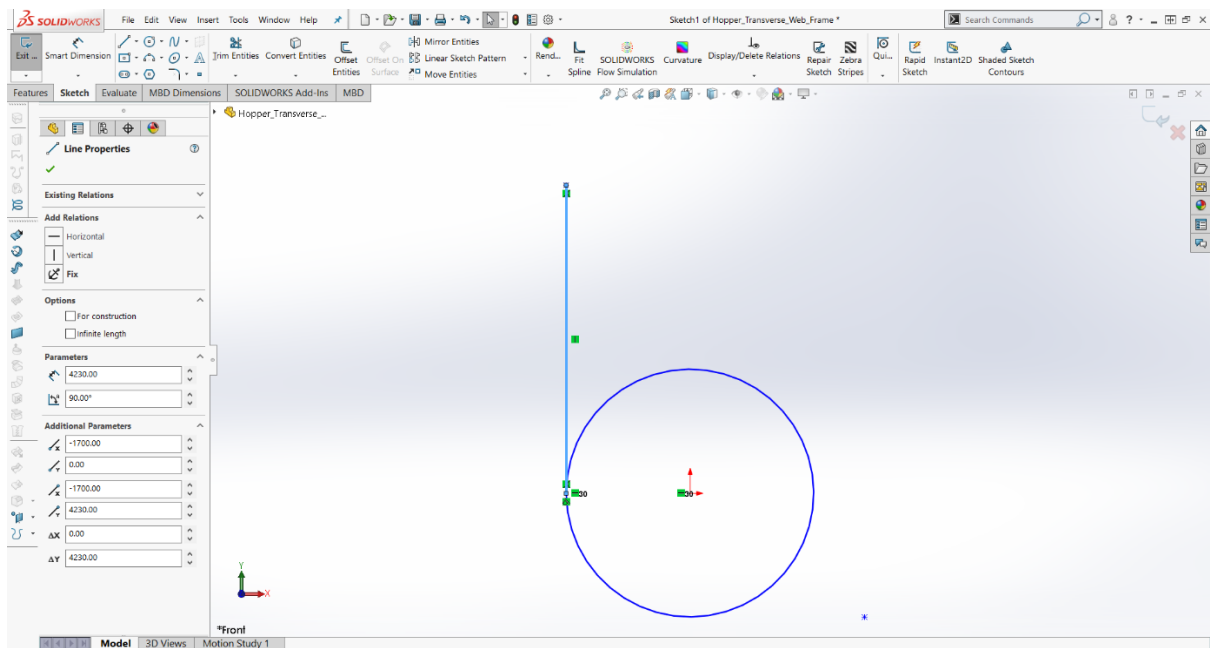 SOLIDWORKS File Edit View Insert Tools Window Help Sketch1 of Hopper_Transverse_Web_Frame * Search Commands
Exit ... Smart Dimension Trim Entities Convert Entities Offset Entities Offset On Surface Mirror Entities Linear Sketch Pattern Move Entities Rend... Fit Spline SOLIDWORKS Flow Simulation Curvature Display/Delete Relations Repair Sketch Zebra Stripes Qui... Rapid Sketch Instant2D Shaded Sketch Contours
Features Sketch Evaluate MBD Dimensions SOLIDWORKS Add-Ins MBD
Hopper_Transverse_...
Line Properties
Existing Relations
Add Relations
Horizontal
Vertical
Fix
Options
For construction
Infinite length
Parameters
4230.00
90.00°
Additional Parameters
-1700.00
0.00
-1700.00
4230.00
ΔX 0.00
ΔY 4230.00
30
30
Y
X
*Front
Model 3D Views Motion Study 1